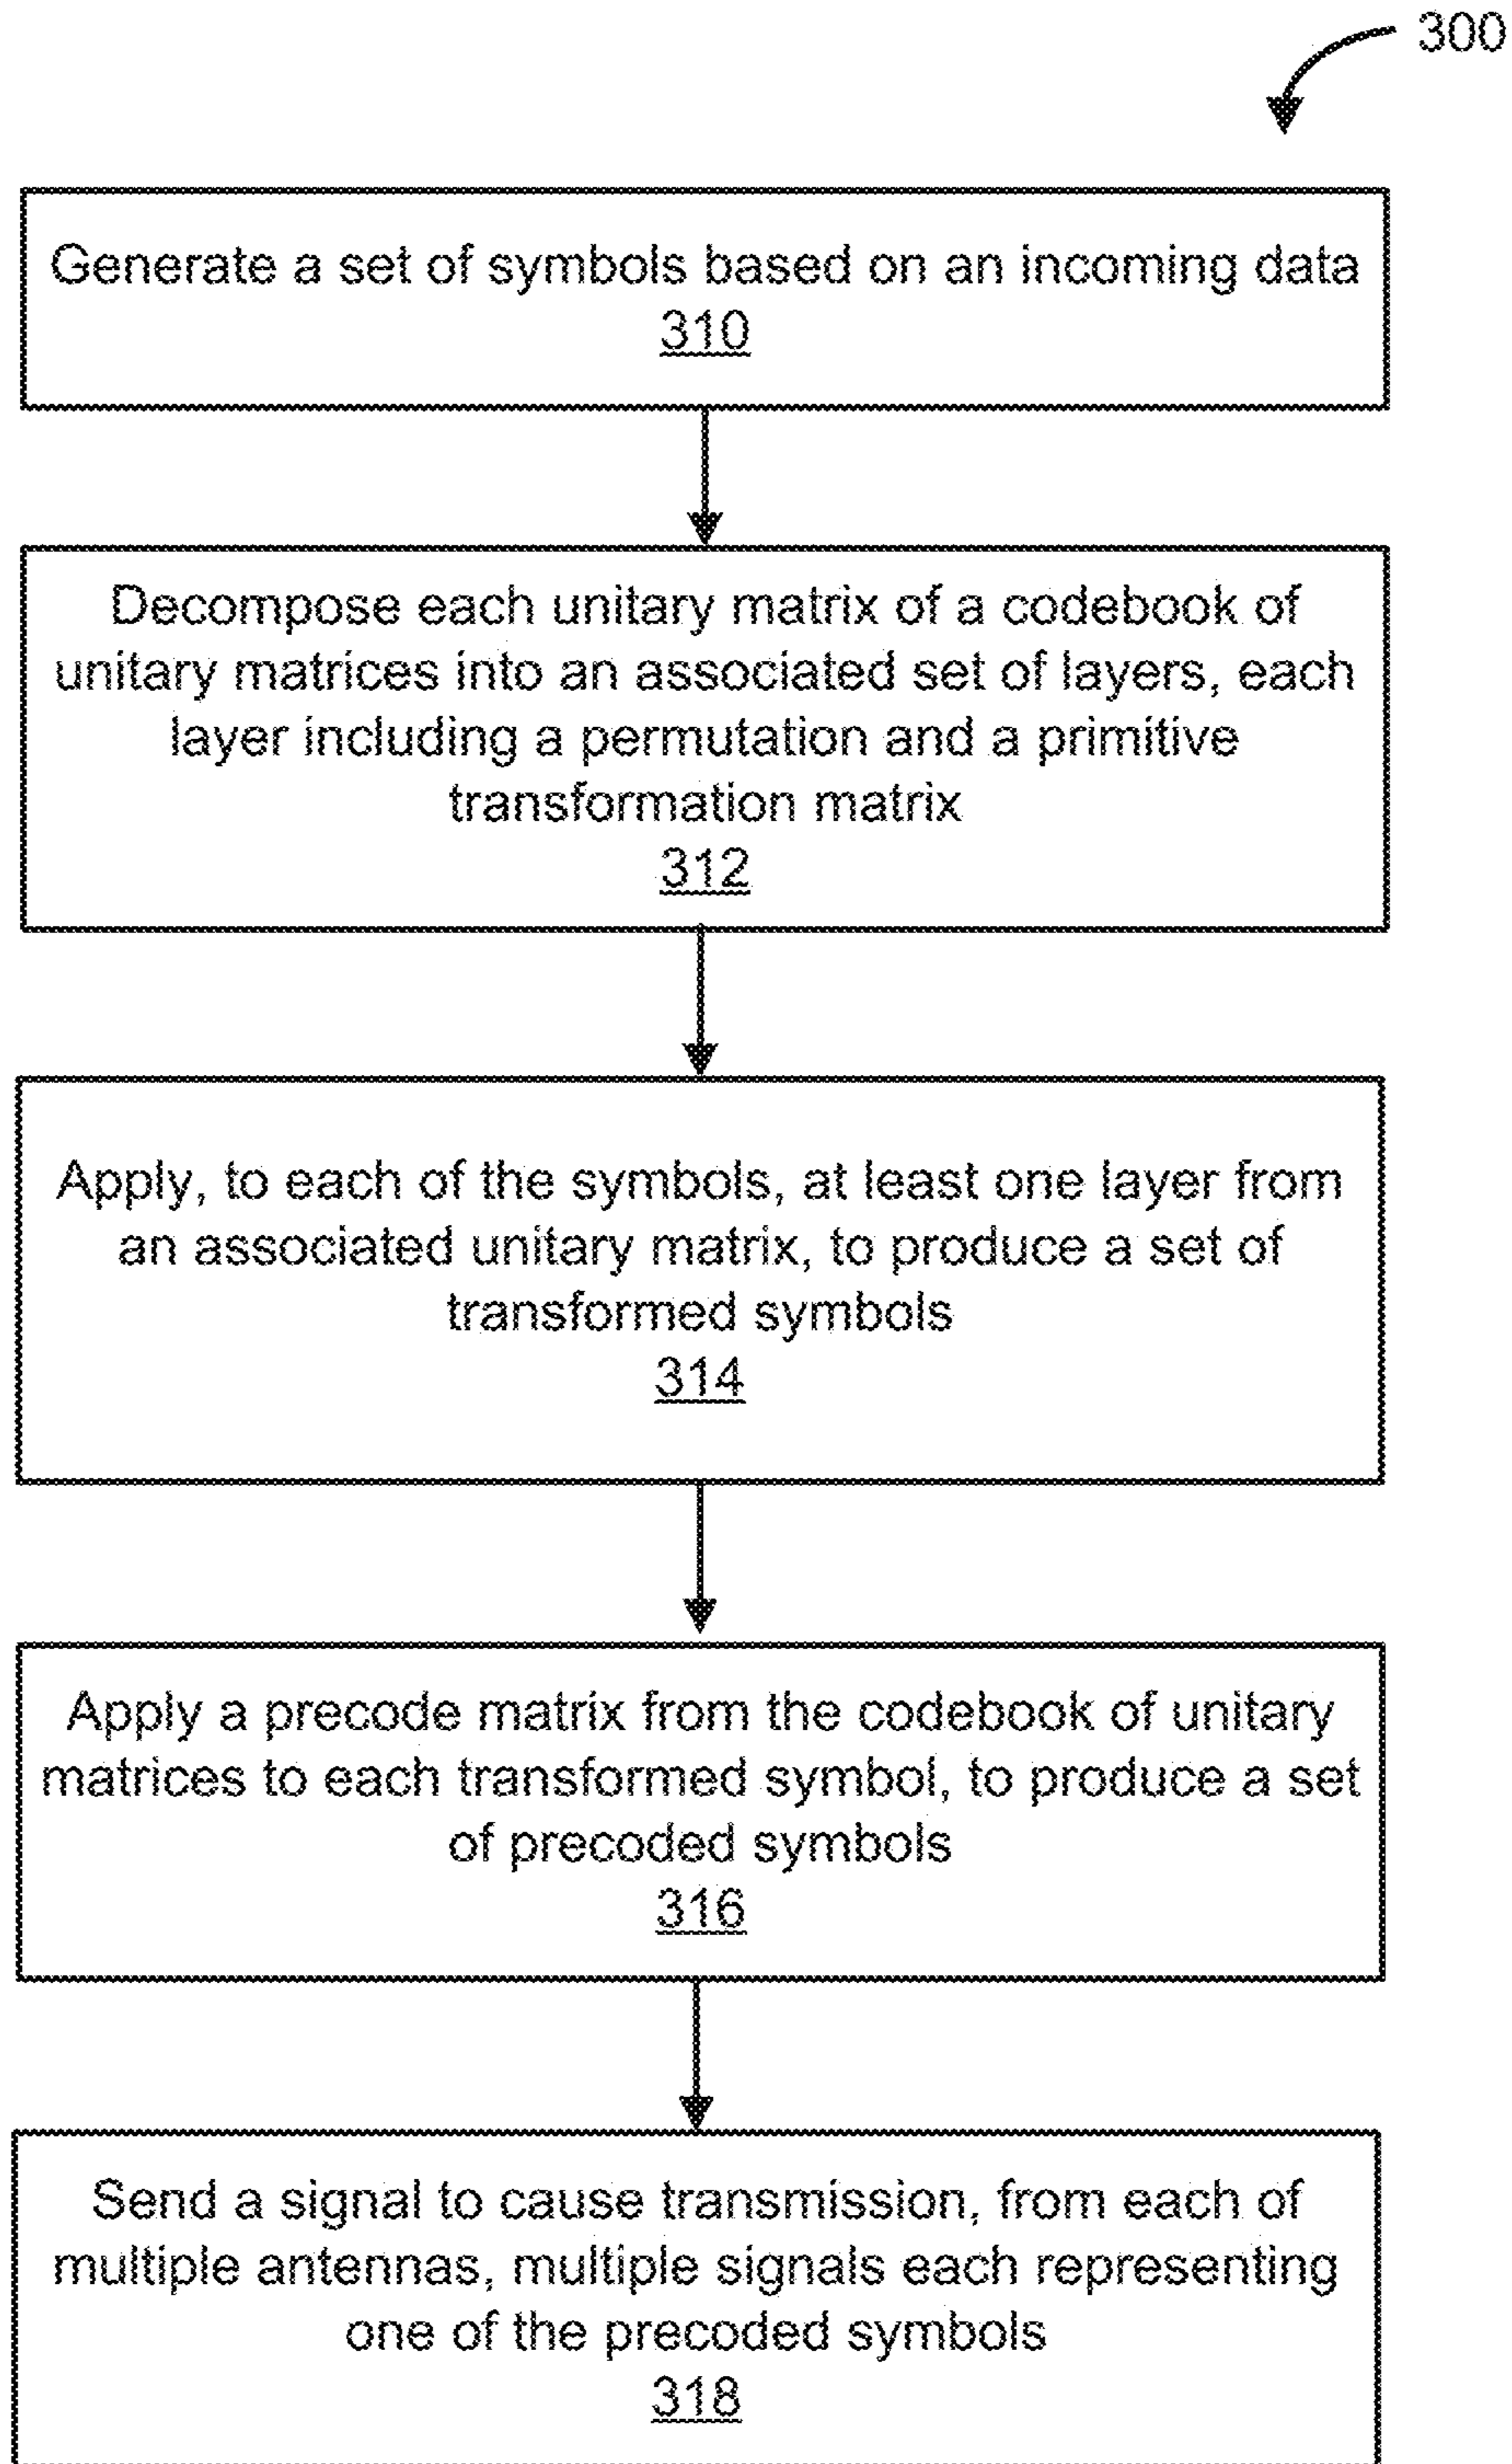 300
Generate a set of symbols based on an incoming data
310
Decompose each unitary matrix of a codebook of
unitary matrices into an associated set of layers, each
layer including a permutation and a primitive
transformation matrix
312
Apply, to each of the symbols, at least one layer from
an associated unitary matrix, to produce a set of
transformed symbols
314
Apply a precode matrix from the codebook of unitary
matrices to each transformed symbol, to produce a set
of precoded symbols
316
Send a signal to cause transmission, from each of
multiple antennas, multiple signals each representing
one of the precoded symbols
318